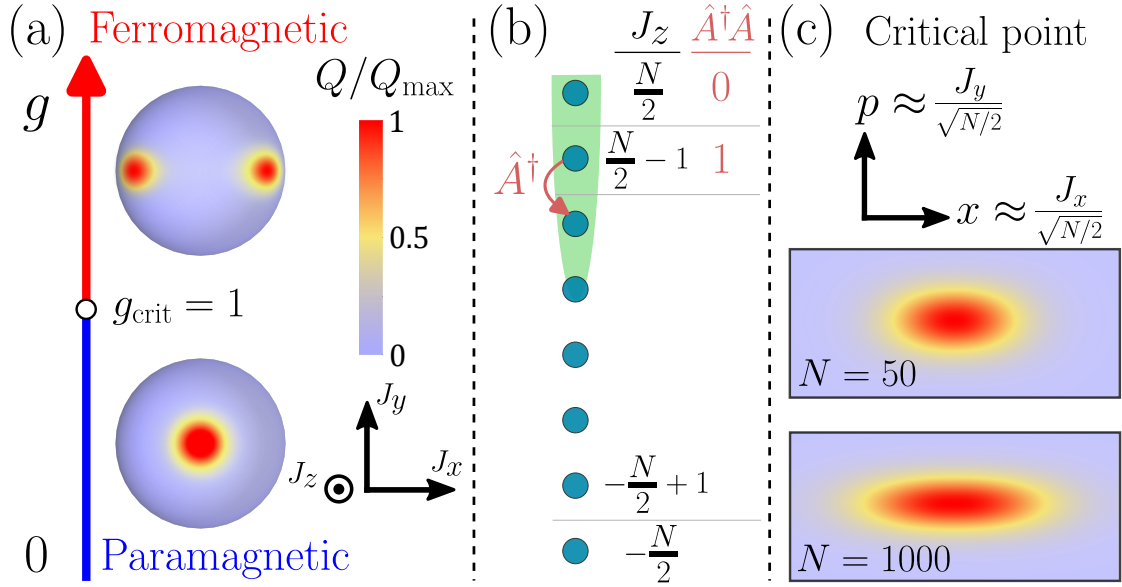 (a) Ferromagnetic
g
Q/Q_max
1
0.5
0
g_crit = 1
J_y
J_z
J_x
0
Paramagnetic
(b)
J_z Â†Â
N/2 0
N/2 − 1 1
Â†
−N/2 + 1
−N/2
(c) Critical point
p ≈ J_y/√N/2
x ≈ J_x/√N/2
N = 50
N = 1000